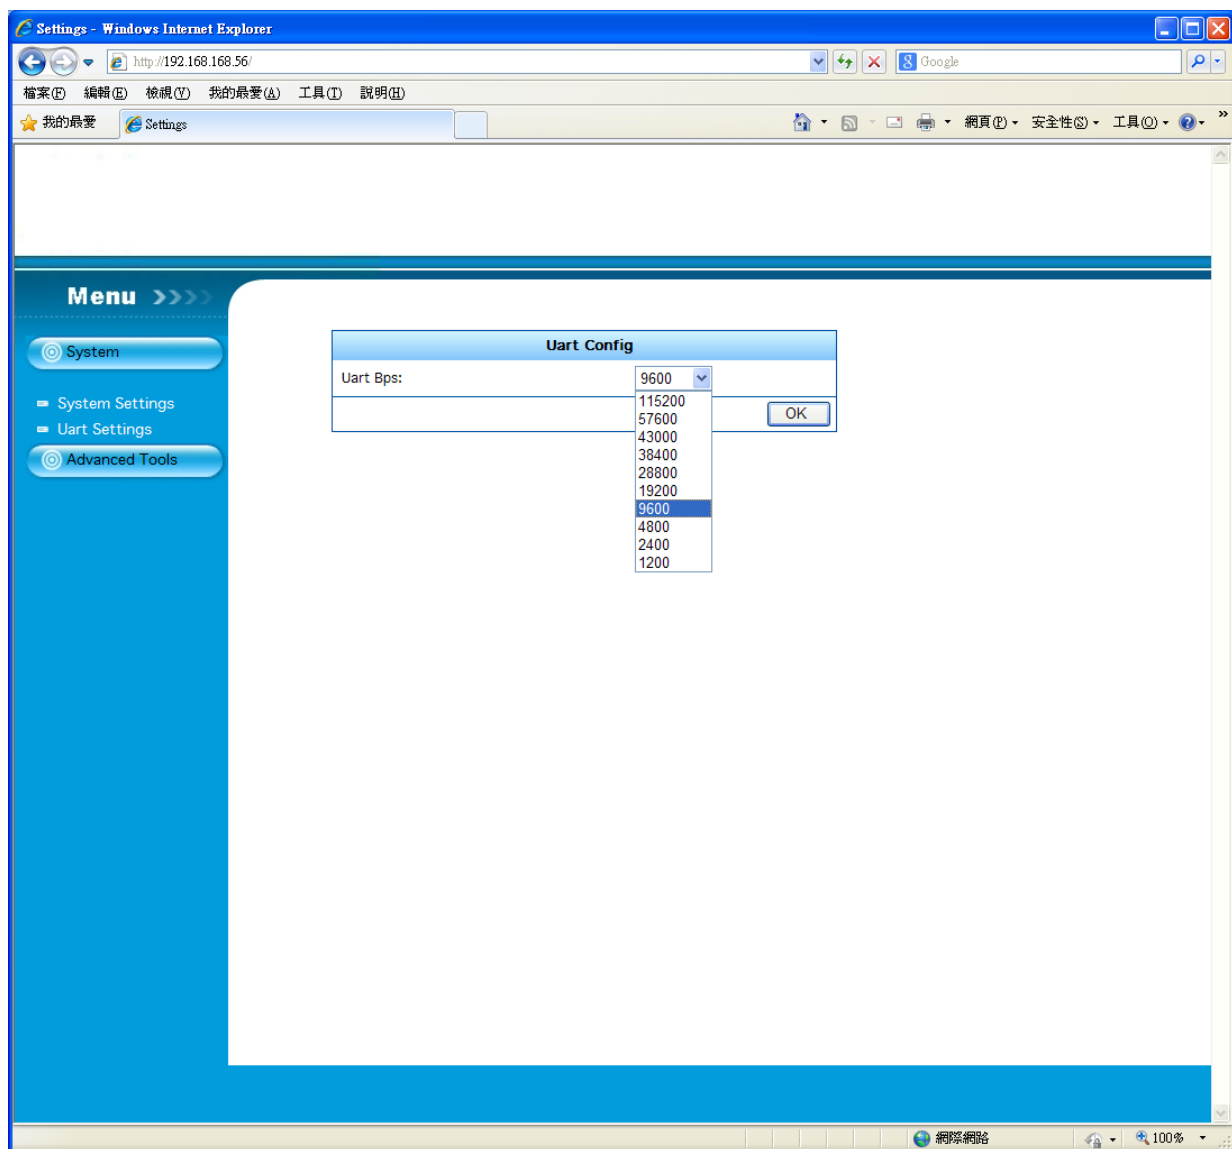 Settings - Windows Internet Explorer
http://192.168.168.56/
Google
檔案(F) 編輯(E) 檢視(V) 我的最愛(A) 工具(T) 說明(H)
我的最愛 Settings 網頁(P) 安全性(S) 工具(O) »
Menu
System
System Settings
Uart Settings
Advanced Tools
Uart Config
Uart Bps: 9600
OK
115200
57600
43000
38400
28800
19200
9600
4800
2400
1200
網際網路 100%